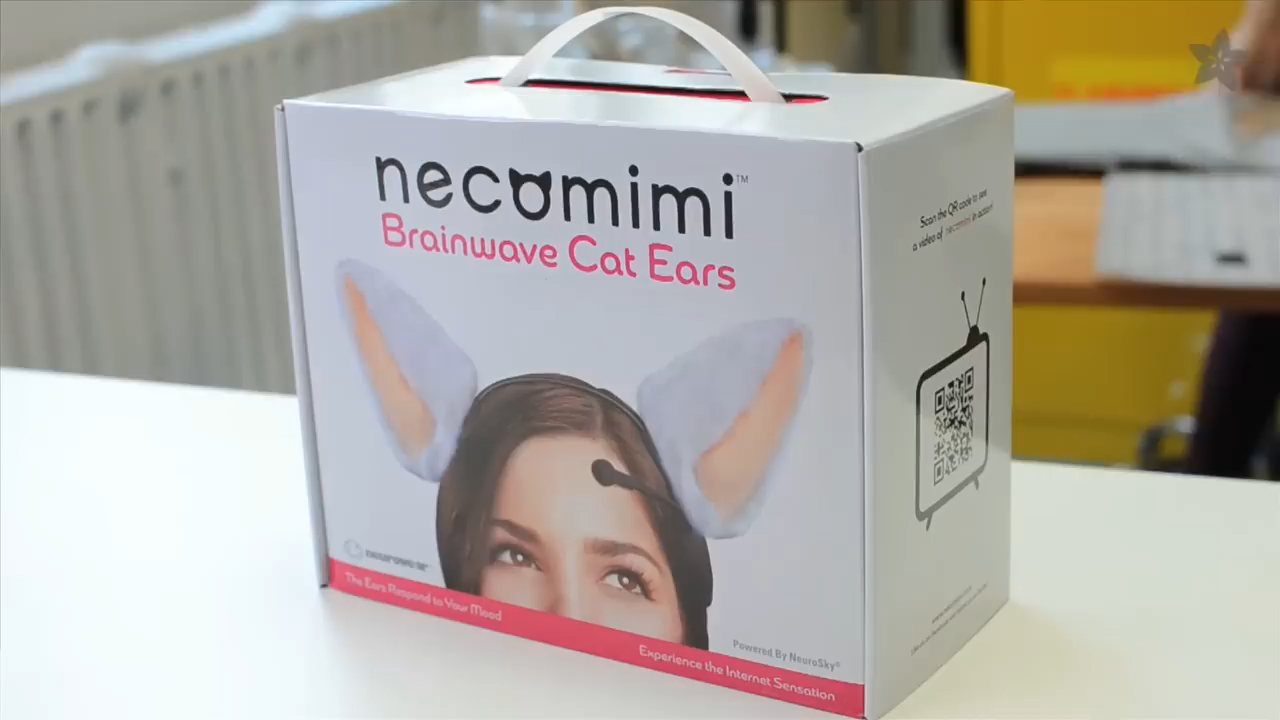 necomimi™
Brainwave Cat Ears
The Ears Respond to Your Mood
Powered By NeuroSky®
Experience the Internet Sensation
Scan the QR code to see
a video of necomimi in action!